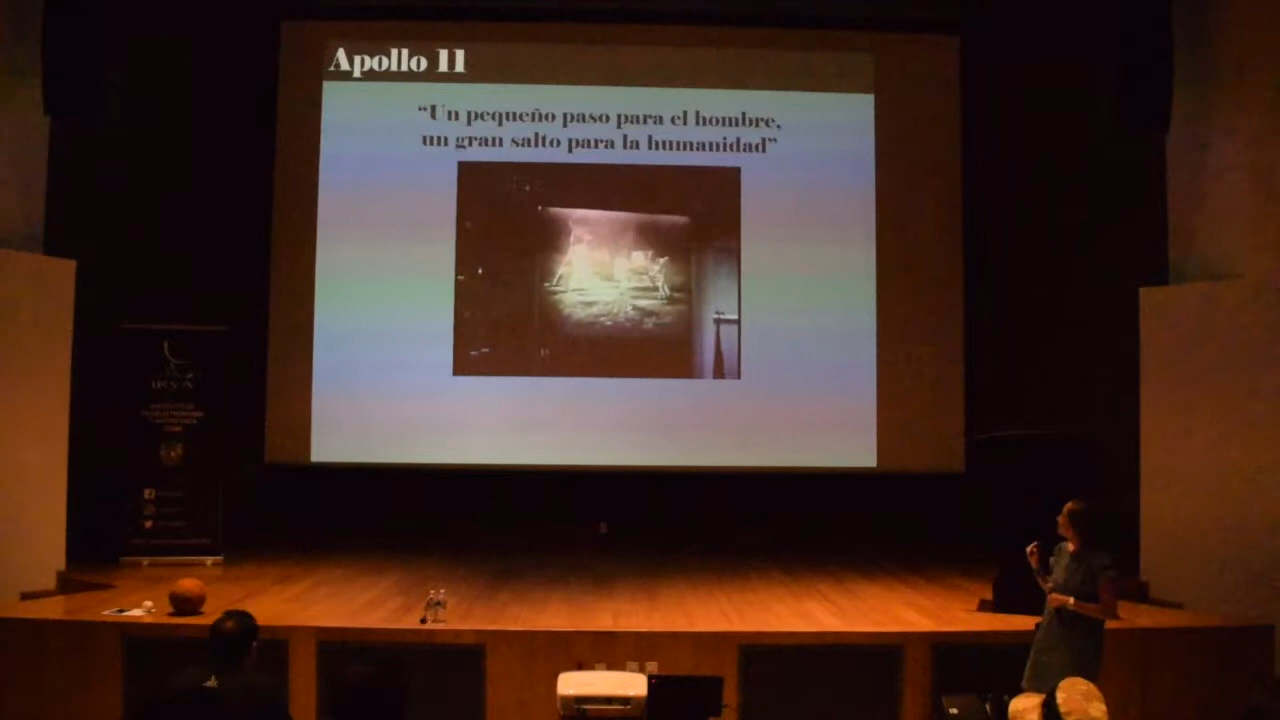 Apollo 11
“Un pequeño paso para el hombre,
un gran salto para la humanidad”